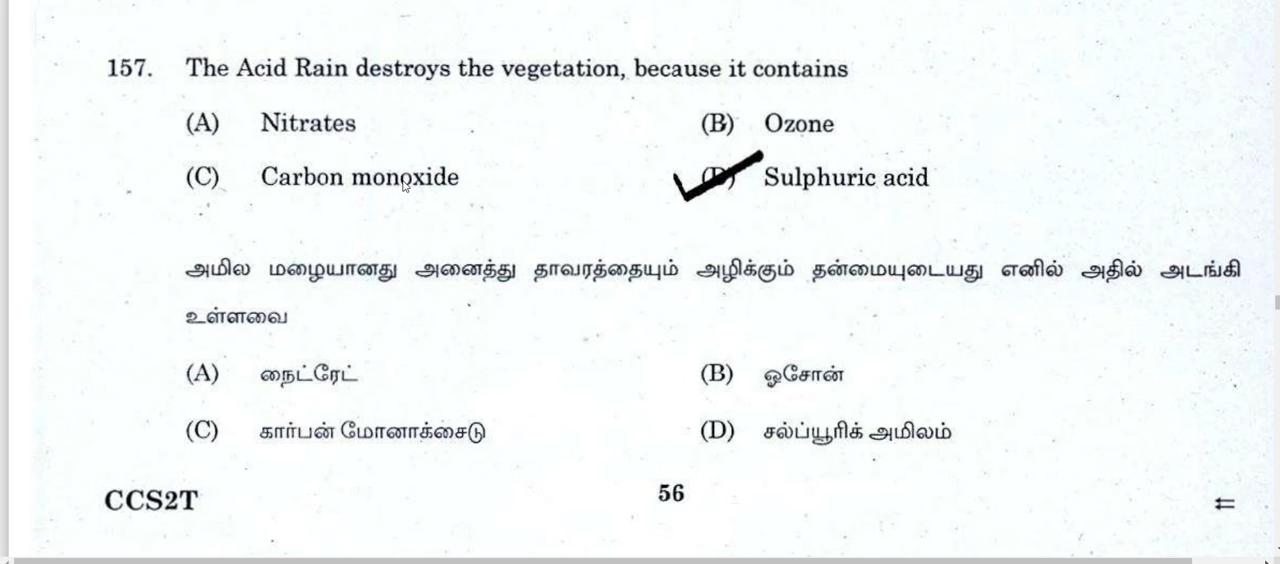 157. The Acid Rain destroys the vegetation, because it contains
(A) Nitrates (B) Ozone
(C) Carbon monoxide (D) Sulphuric acid
அமில மழையானது அனைத்து தாவரத்தையும் அழிக்கும் தன்மையுடையது எனில் அதில் அடங்கி
உள்ளவை
(A) நைட்ரேட் (B) ஓசோன்
(C) கார்பன் மோனாக்சைடு (D) சல்ப்யூரிக் அமிலம்
CCS2T 56 ⇐